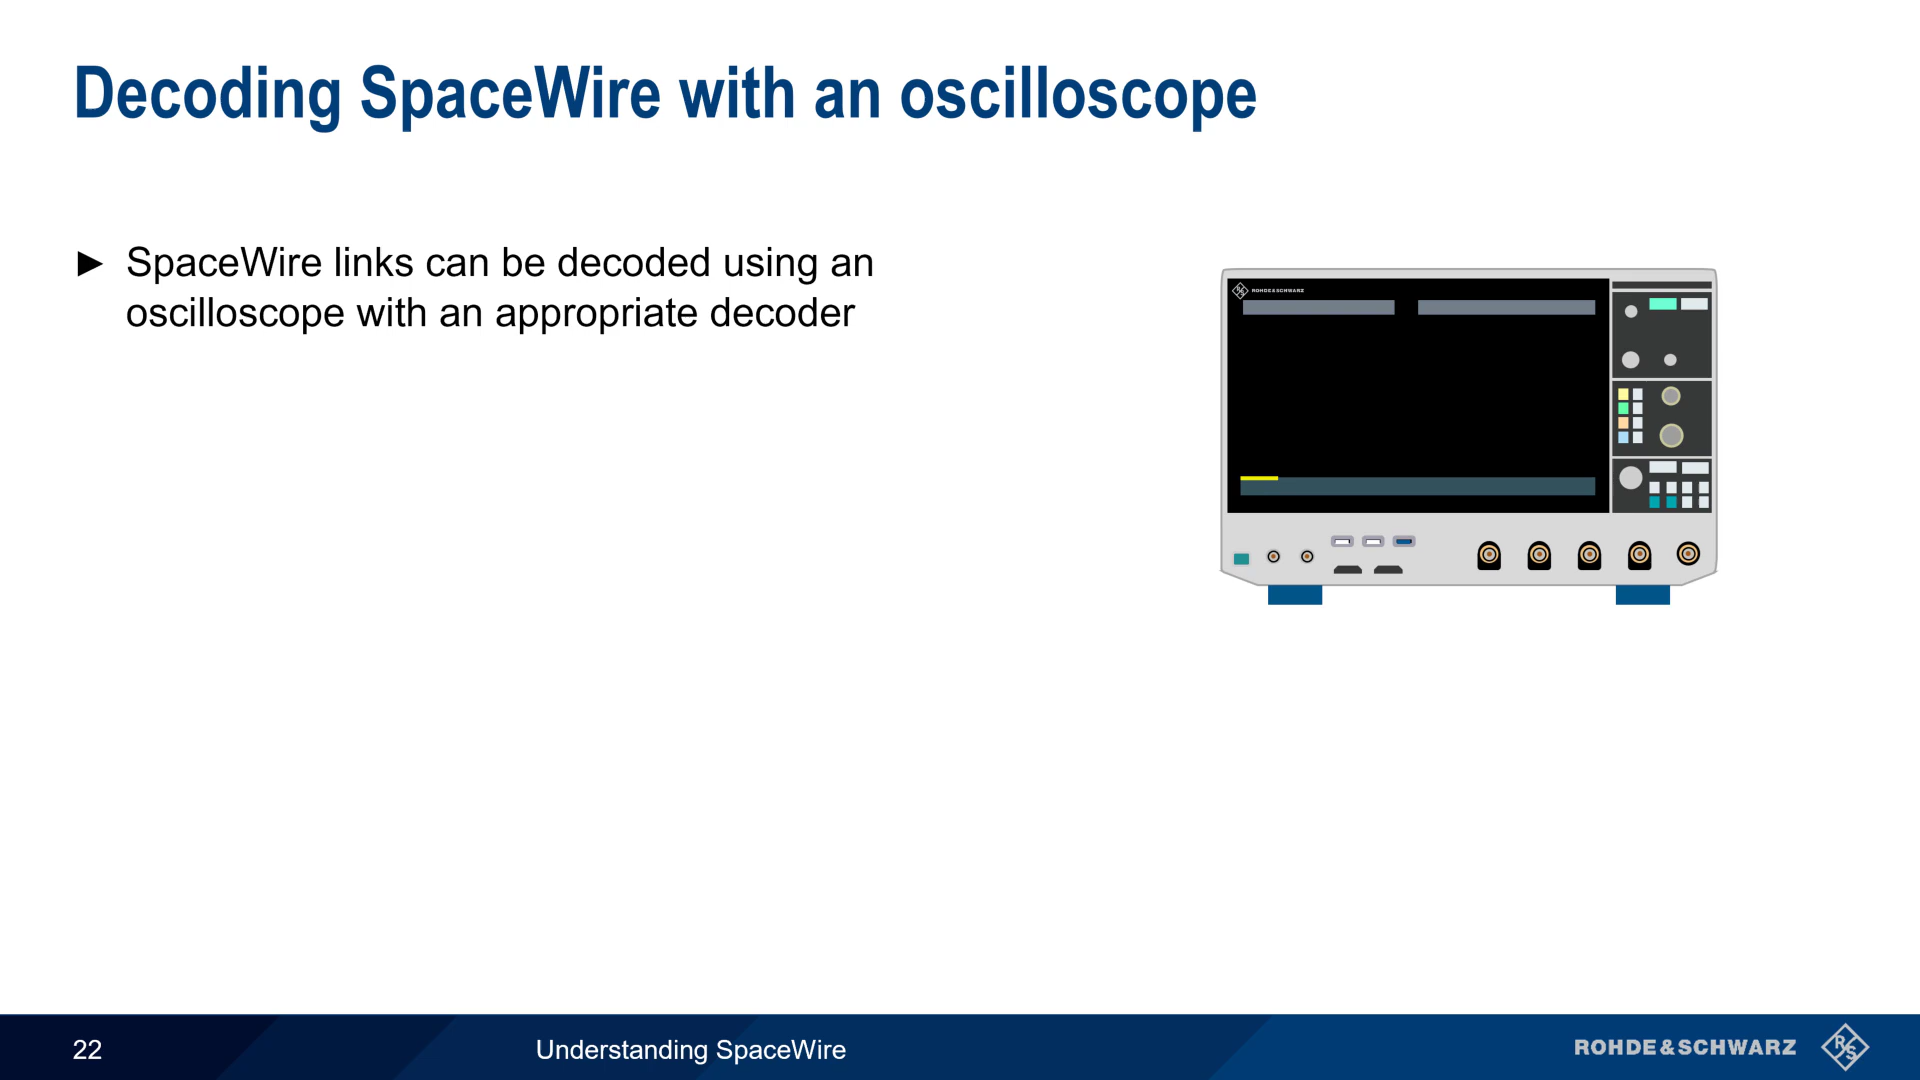 Decoding SpaceWire with an oscilloscope
► SpaceWire links can be decoded using an
oscilloscope with an appropriate decoder
ROHDE&SCHWARZ
22
Understanding SpaceWire
ROHDE&SCHWARZ
R&S